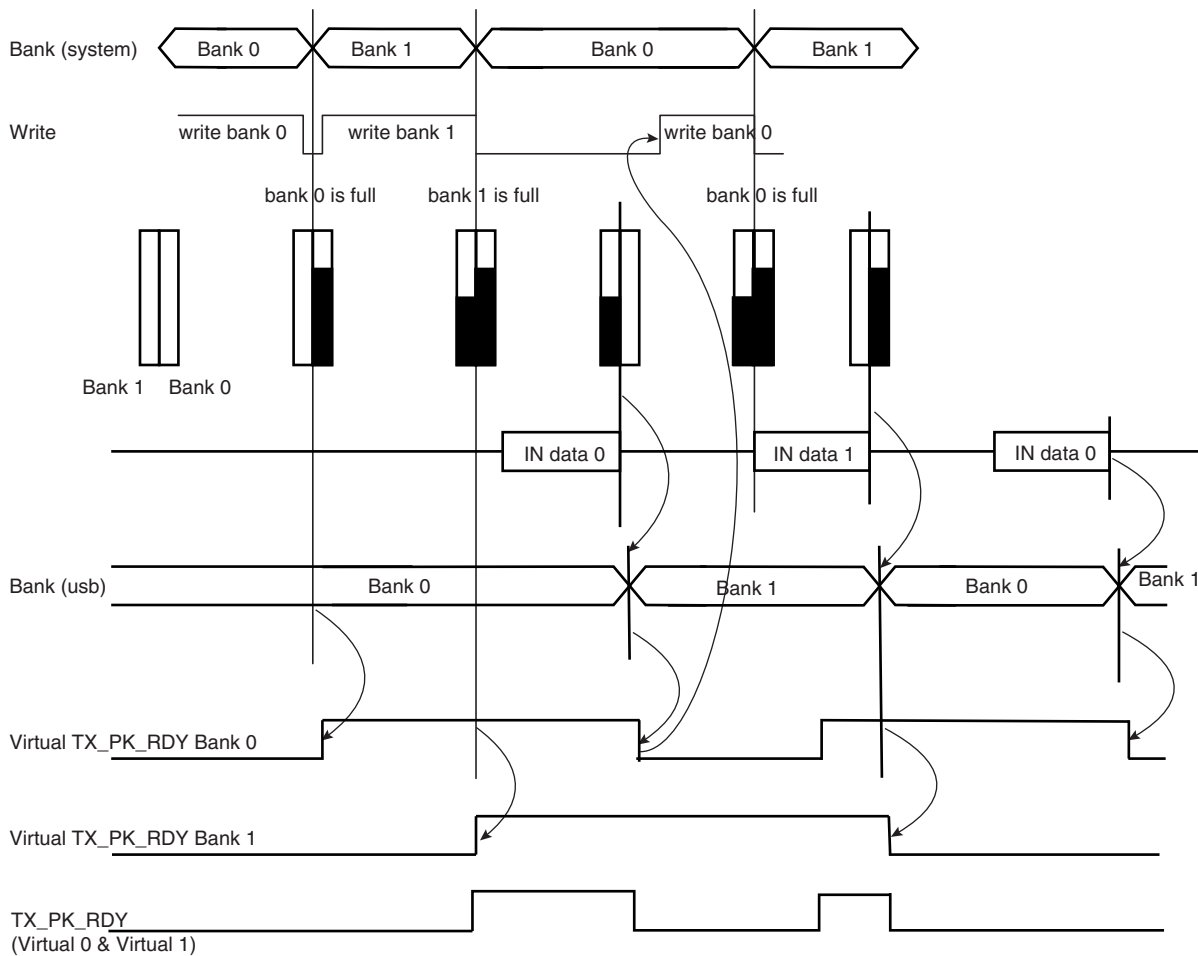 Bank (system)
Bank 0
Bank 1
Bank 0
Bank 1
Write
write bank 0
write bank 1
write bank 0
bank 0 is full
bank 1 is full
bank 0 is full
Bank 1
Bank 0
IN data 0
IN data 1
IN data 0
Bank (usb)
Bank 0
Bank 1
Bank 0
Bank 1
Virtual TX_PK_RDY Bank 0
Virtual TX_PK_RDY Bank 1
TX_PK_RDY
(Virtual 0 & Virtual 1)